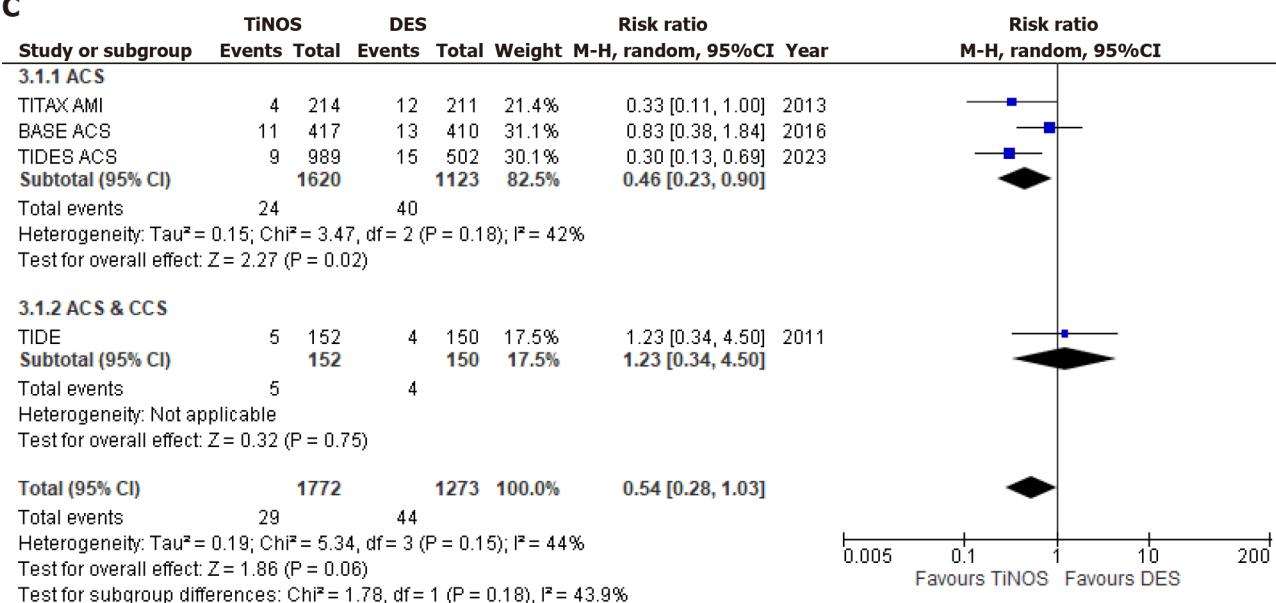 C
TiNOS DES Risk ratio Risk ratio
Study or subgroup Events Total Events Total Weight M-H, random, 95%CI Year M-H, random, 95%CI
3.1.1 ACS
TITAX AMI 4 214 12 211 21.4% 0.33 [0.11, 1.00] 2013
BASE ACS 11 417 13 410 31.1% 0.83 [0.38, 1.84] 2016
TIDES ACS 9 989 15 502 30.1% 0.30 [0.13, 0.69] 2023
Subtotal (95% CI) 1620 1123 82.5% 0.46 [0.23, 0.90]
Total events 24 40
Heterogeneity: Tau² = 0.15; Chi² = 3.47, df = 2 (P = 0.18); I² = 42%
Test for overall effect: Z = 2.27 (P = 0.02)
3.1.2 ACS & CCS
TIDE 5 152 4 150 17.5% 1.23 [0.34, 4.50] 2011
Subtotal (95% CI) 152 150 17.5% 1.23 [0.34, 4.50]
Total events 5 4
Heterogeneity: Not applicable
Test for overall effect: Z = 0.32 (P = 0.75)
Total (95% CI) 1772 1273 100.0% 0.54 [0.28, 1.03]
Total events 29 44
Heterogeneity: Tau² = 0.19; Chi² = 5.34, df = 3 (P = 0.15); I² = 44%
Test for overall effect: Z = 1.86 (P = 0.06)
Test for subgroup differences: Chi² = 1.78, df = 1 (P = 0.18), I² = 43.9%
0.005 0.1 1 10 200
Favours TiNOS Favours DES